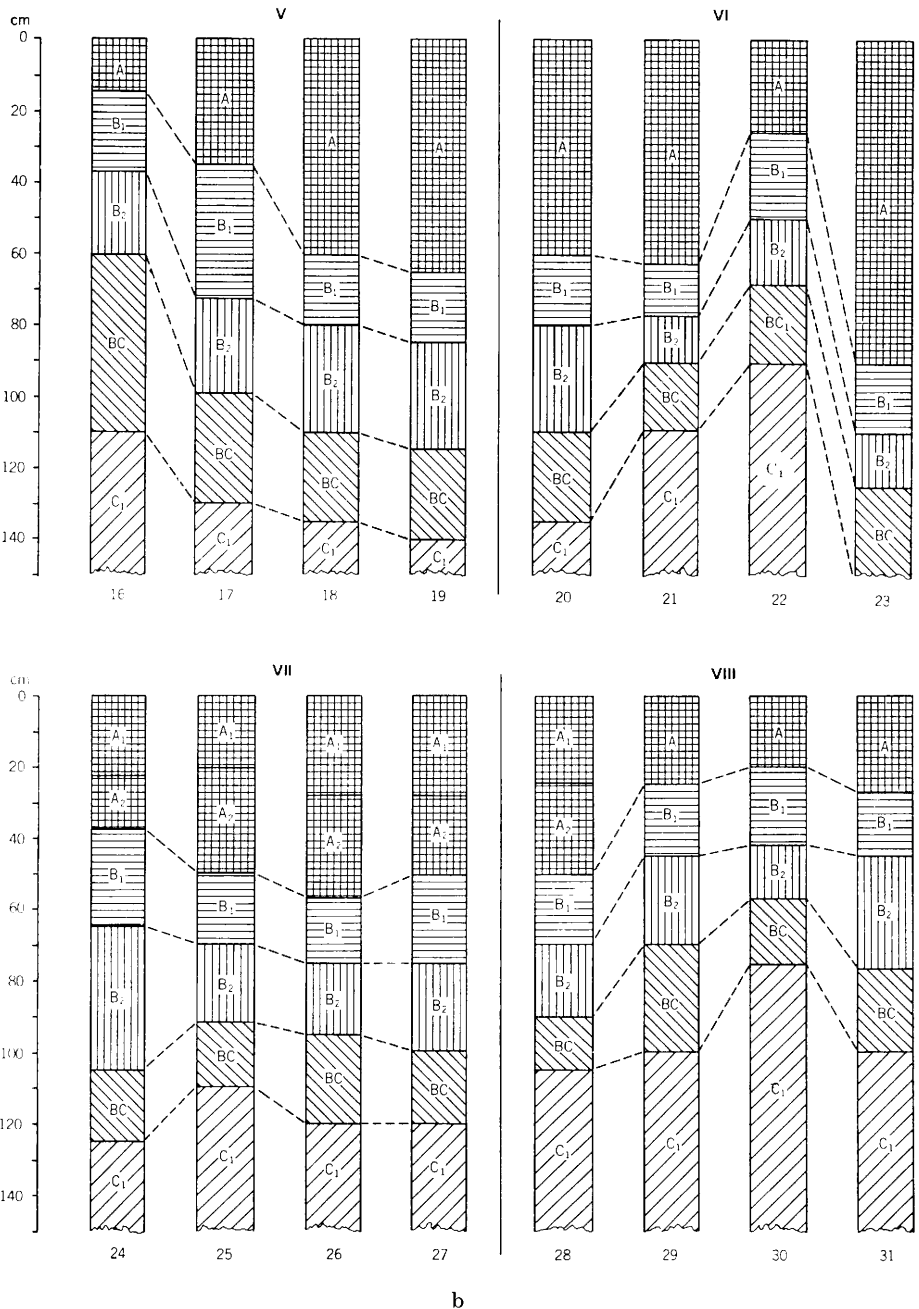 V VI
cm
0
20
40
60
80
100
120
140
A A A A A A A A
B₁ B₁ B₁ B₁ B₁ B₁ B₁ B₁
B₂ B₂ B₂ B₂ B₂ B₂ B₂ B₂
BC BC BC BC BC BC BC₁ BC
C₁ C₁ C₁ C₁ C₁ C₁ C₁
16 17 18 19 20 21 22 23
VII VIII
cm
0
20
40
60
80
100
120
140
A₁ A₁ A₁ A₁ A₁ A A A
A₂ A₂ A₂ A₂ A₂
B₁ B₁ B₁ B₁ B₁ B₁ B₁ B₁
B₂ B₂ B₂ B₂ B₂ B₂ B₂ B₂
BC BC BC BC BC BC BC BC
C₁ C₁ C₁ C₁ C₁ C₁ C₁ C₁
24 25 26 27 28 29 30 31
b